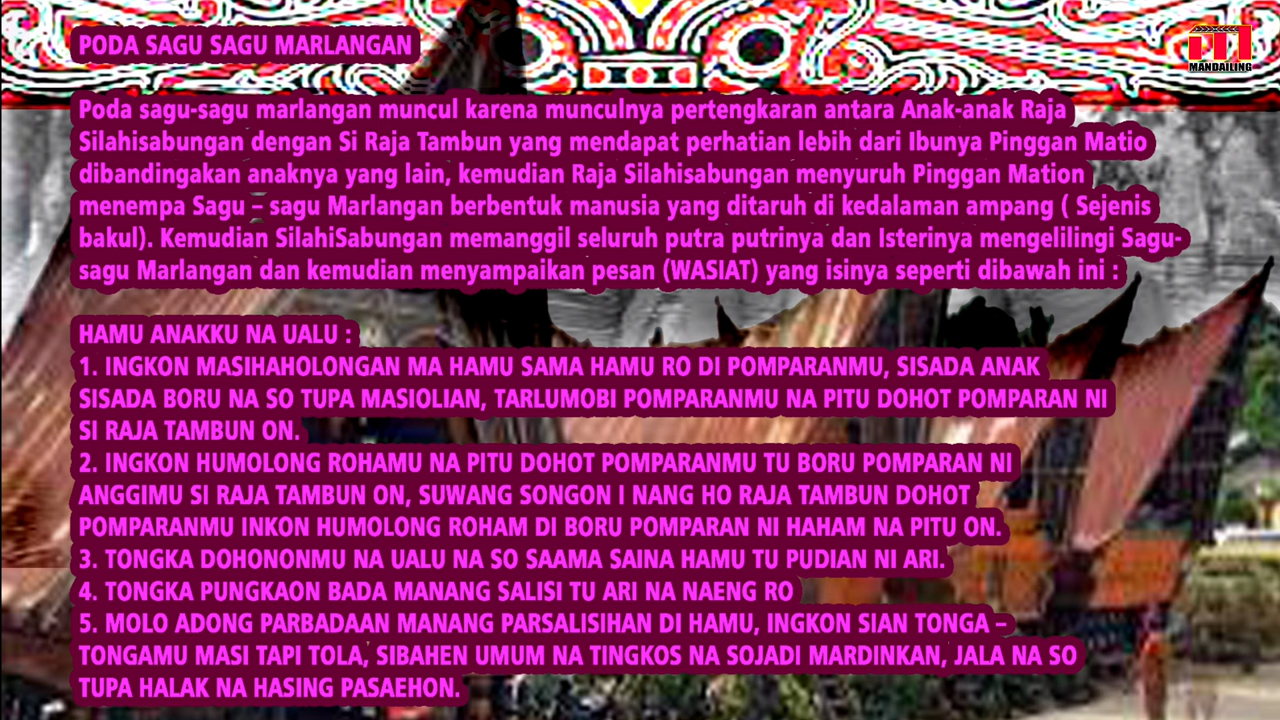 PODA SAGU SAGU MARLANGAN
MANDAILING
Poda sagu-sagu marlangan muncul karena munculnya pertengkaran antara Anak-anak Raja
Silahisabungan dengan Si Raja Tambun yang mendapat perhatian lebih dari Ibunya Pinggan Matio
dibandingakan anaknya yang lain, kemudian Raja Silahisabungan menyuruh Pinggan Mation
menempa Sagu – sagu Marlangan berbentuk manusia yang ditaruh di kedalaman ampang ( Sejenis
bakul). Kemudian SilahiSabungan memanggil seluruh putra putrinya dan Isterinya mengelilingi Sagu-
sagu Marlangan dan kemudian menyampaikan pesan (WASIAT) yang isinya seperti dibawah ini :
HAMU ANAKKU NA UALU :
1. INGKON MASIHAHOLONGAN MA HAMU SAMA HAMU RO DI POMPARANMU, SISADA ANAK
SISADA BORU NA SO TUPA MASIOLIAN, TARLUMOBI POMPARANMU NA PITU DOHOT POMPARAN NI
SI RAJA TAMBUN ON.
2. INGKON HUMOLONG ROHAMU NA PITU DOHOT POMPARANMU TU BORU POMPARAN NI
ANGGIMU SI RAJA TAMBUN ON, SUWANG SONGON I NANG HO RAJA TAMBUN DOHOT
POMPARANMU INKON HUMOLONG ROHAM DI BORU POMPARAN NI HAHAM NA PITU ON.
3. TONGKA DOHONONMU NA UALU NA SO SAAMA SAINA HAMU TU PUDIAN NI ARI.
4. TONGKA PUNGKAON BADA MANANG SALISI TU ARI NA NAENG RO
5. MOLO ADONG PARBADAAN MANANG PARSALISIHAN DI HAMU, INGKON SIAN TONGA –
TONGAMU MASI TAPI TOLA, SIBAHEN UMUM NA TINGKOS NA SOJADI MARDINKAN, JALA NA SO
TUPA HALAK NA HASING PASAEHON.